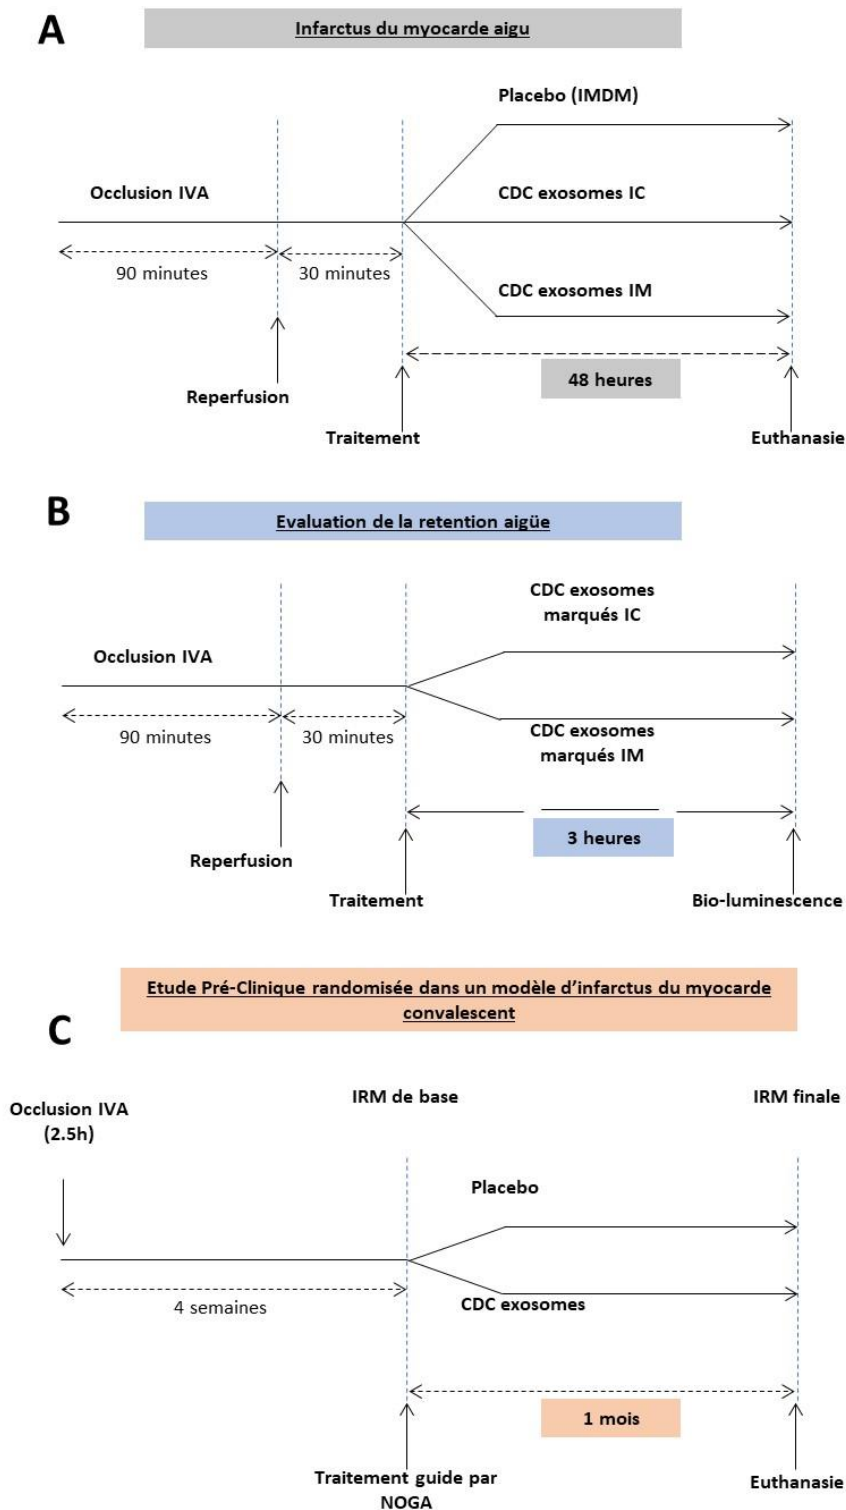 A
Infarctus du myocarde aigu
Placebo (IMDM)
Occlusion IVA
CDC exosomes IC
90 minutes
30 minutes
CDC exosomes IM
48 heures
Reperfusion
Traitement
Euthanasie
B
Evaluation de la retention aigüe
CDC exosomes
marqués IC
Occlusion IVA
90 minutes
30 minutes
CDC exosomes
marqués IM
3 heures
Reperfusion
Traitement
Bio-luminescence
Etude Pré-Clinique randomisée dans un modèle d'infarctus du myocarde
convalescent
C
Occlusion IVA
(2.5h)
IRM de base
IRM finale
Placebo
4 semaines
CDC exosomes
1 mois
Traitement guide par
NOGA
Euthanasie